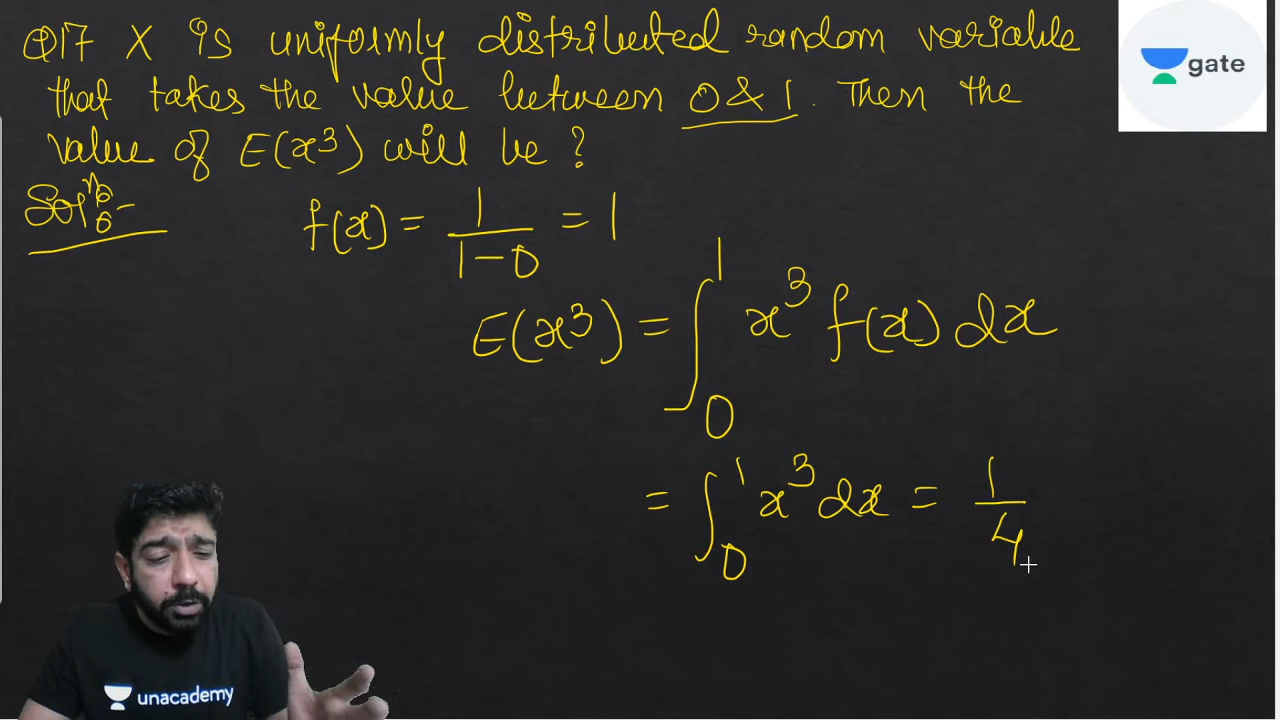 Q17 X is uniformly distributed random variable
that takes the value between 0 & 1. Then the
value of E(x³) will be ?
Solⁿ:-
f(x) = 1/(1-0) = 1
E(x³) = ∫₀¹ x³ f(x) dx
= ∫₀¹ x³ dx = 1/4
gate
unacademy